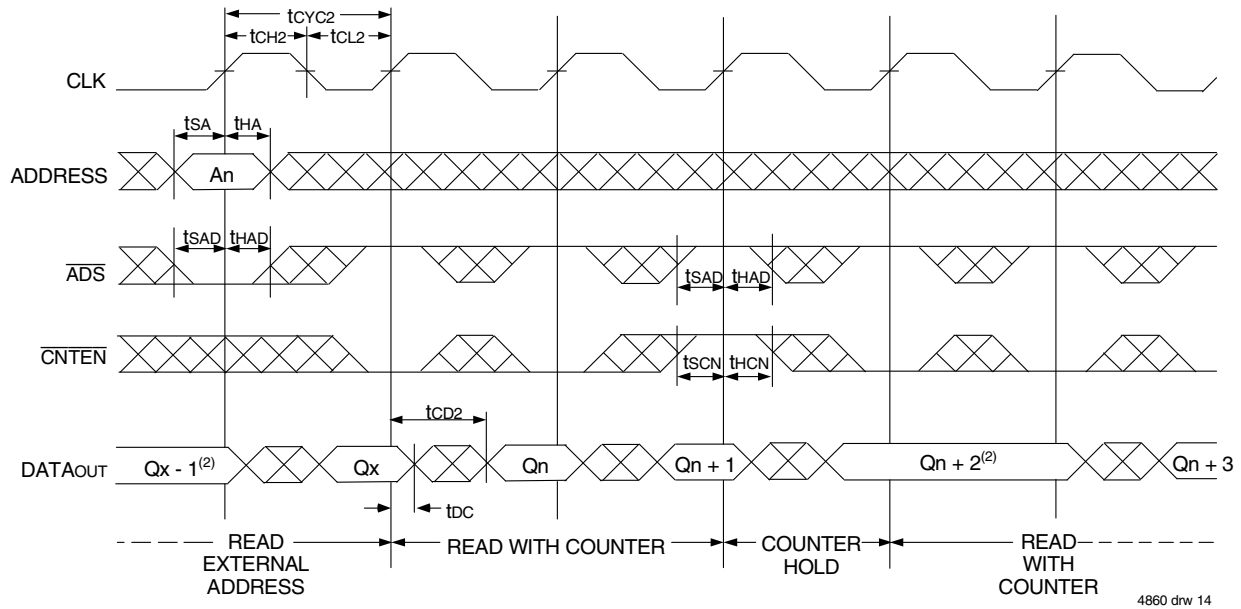 tCYC2
tCH2 tCL2
CLK
tSA tHA
ADDRESS An
tSAD tHAD
ADS
tSAD tHAD
CNTEN
tSCN tHCN
tCD2
DATAOUT Qx - 1(2) Qx Qn Qn + 1 Qn + 2(2) Qn + 3
tDC
READ EXTERNAL ADDRESS
READ WITH COUNTER
COUNTER HOLD
READ WITH COUNTER
4860 drw 14